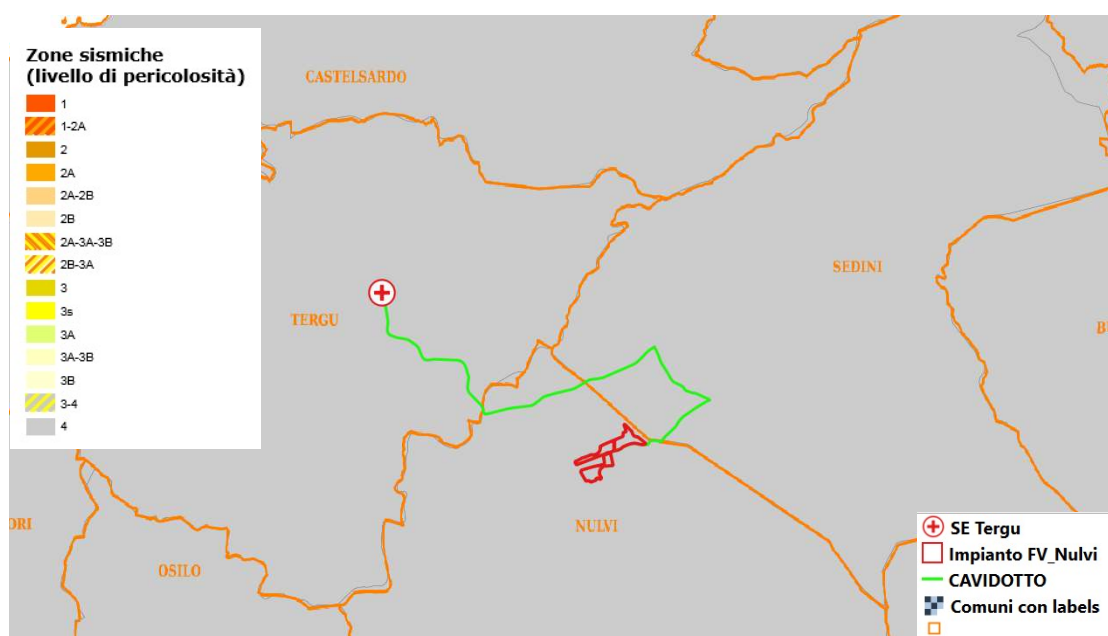 Zone sismiche
(livello di pericolosità)
1
1-2A
2
2A
2A-2B
2B
2A-3A-3B
2B-3A
3
3s
3A
3A-3B
3B
3-4
4
CASTELSARDO
SEDINI
TERGU
NULVI
OSILO
ORI
SE Tergu
Impianto FV_Nulvi
CAVIDOTTO
Comuni con labels